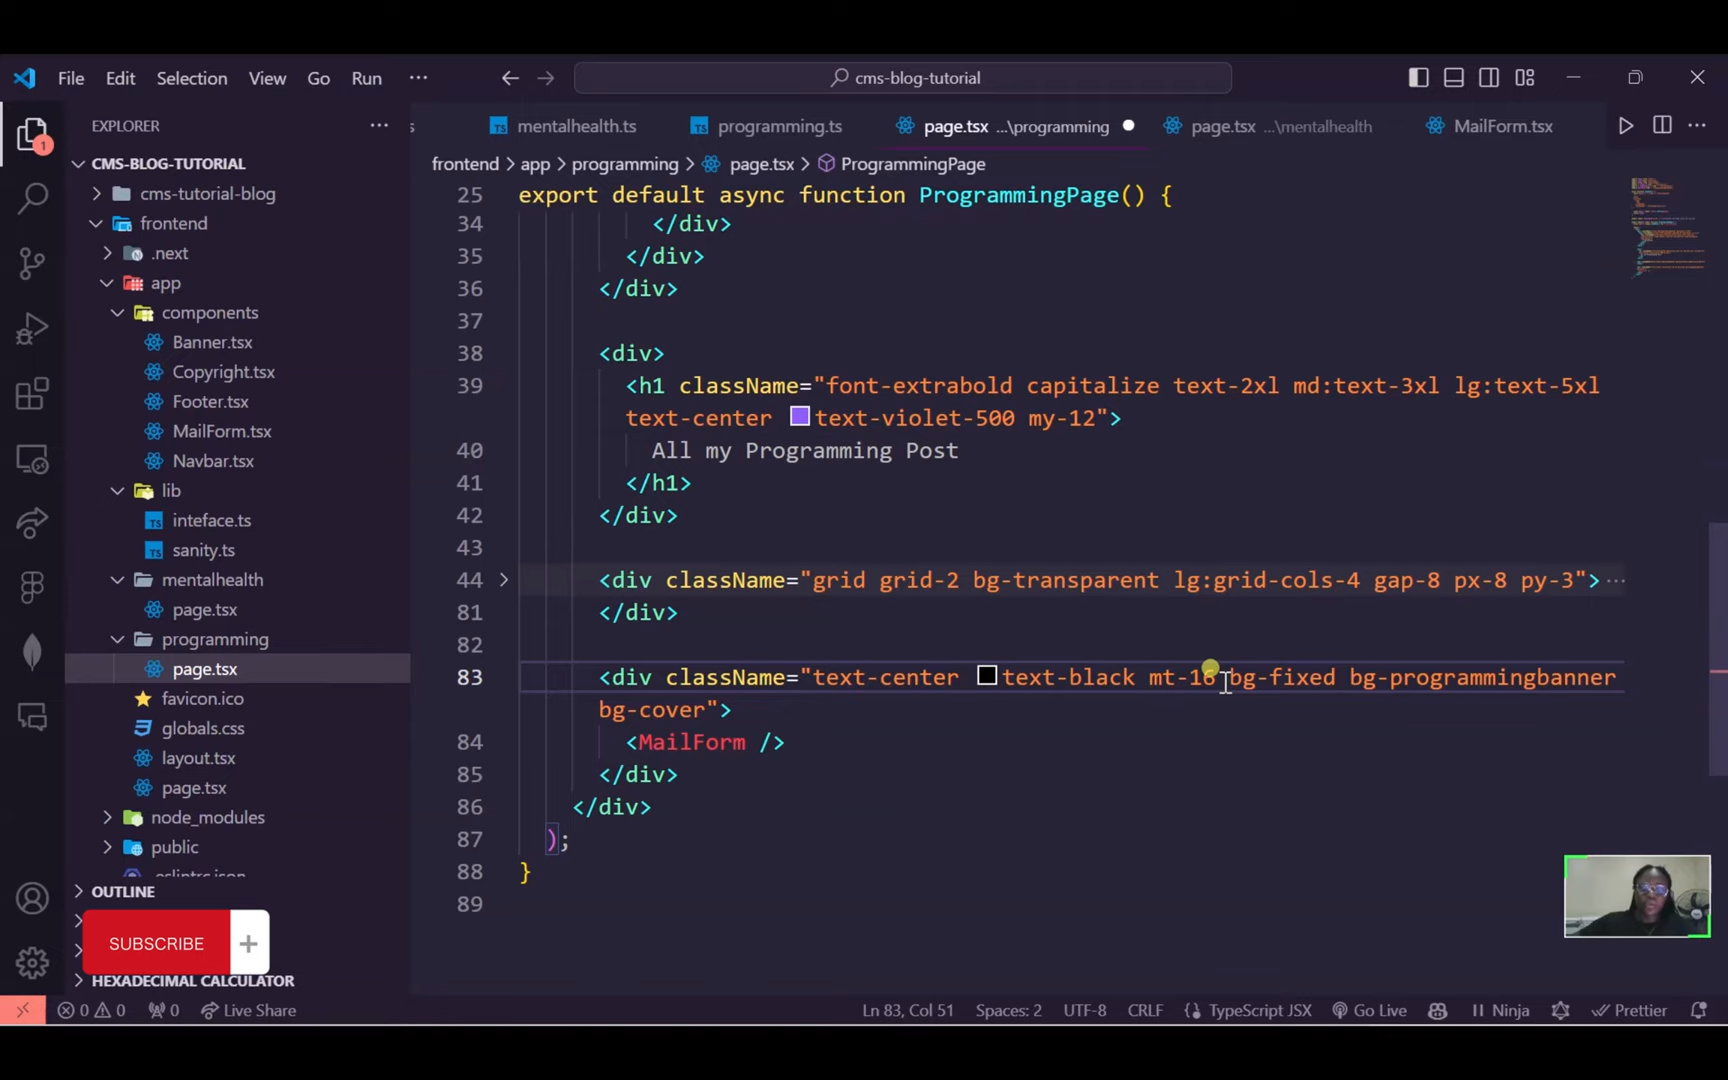 File Edit Selection View Go Run ··· cms-blog-tutorial
EXPLORER ···
s mentalhealth.ts programming.ts page.tsx ...\programming page.tsx ...\mentalhealth MailForm.tsx ···
CMS-BLOG-TUTORIAL
cms-tutorial-blog
frontend
.next
app
components
Banner.tsx
Copyright.tsx
Footer.tsx
MailForm.tsx
Navbar.tsx
lib
inteface.ts
sanity.ts
mentalhealth
page.tsx
programming
page.tsx
favicon.ico
globals.css
layout.tsx
page.tsx
node_modules
public
.eslintrc.json
OUTLINE
SUBSCRIBE +
HEXADECIMAL CALCULATOR
1
frontend > app > programming > page.tsx > ProgrammingPage
25 export default async function ProgrammingPage() {
34 </div>
35 </div>
36 </div>
37
38 <div>
39 <h1 className="font-extrabold capitalize text-2xl md:text-3xl lg:text-5xl
text-center text-violet-500 my-12">
40 All my Programming Post
41 </h1>
42 </div>
43
44 <div className="grid grid-2 bg-transparent lg:grid-cols-4 gap-8 px-8 py-3">···
81 </div>
82
83 <div className="text-center text-black mt-16 bg-fixed bg-programmingbanner
bg-cover">
84 <MailForm />
85 </div>
86 </div>
87 );
88 }
89
0 0 0 Live Share Ln 83, Col 51 Spaces: 2 UTF-8 CRLF TypeScript JSX Go Live Ninja Prettier